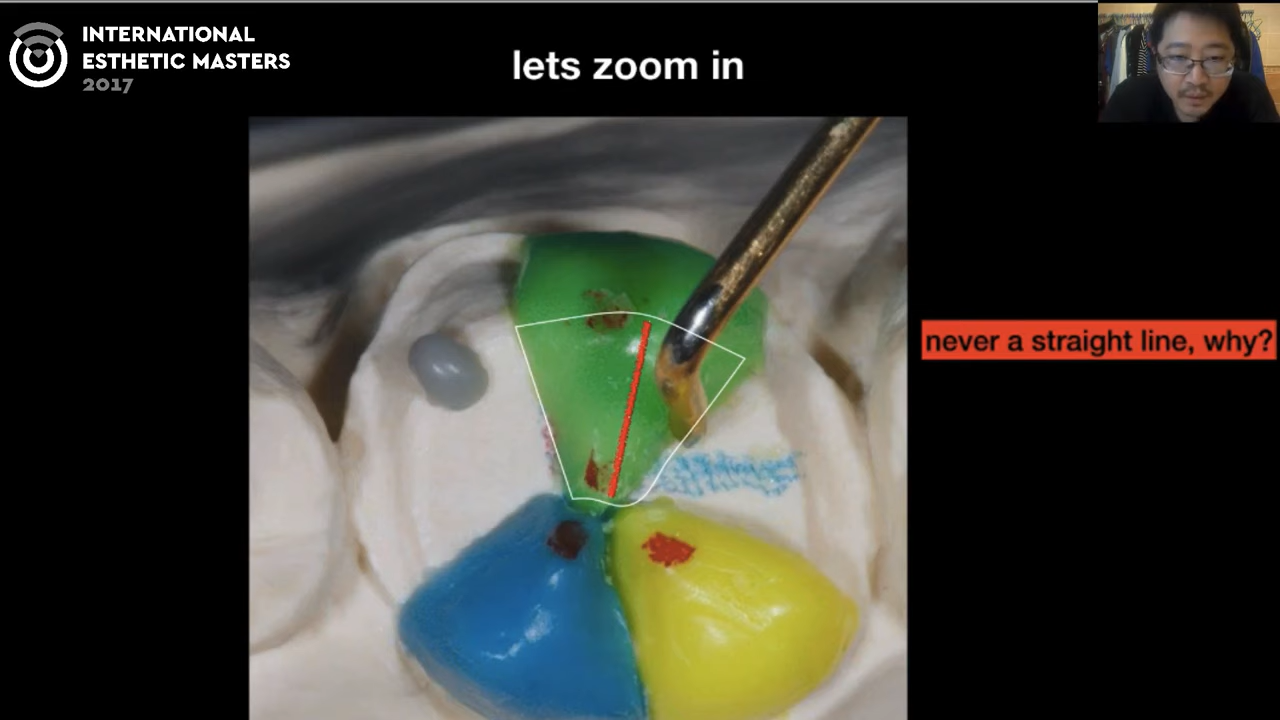 INTERNATIONAL
ESTHETIC MASTERS
2017
lets zoom in
never a straight line, why?